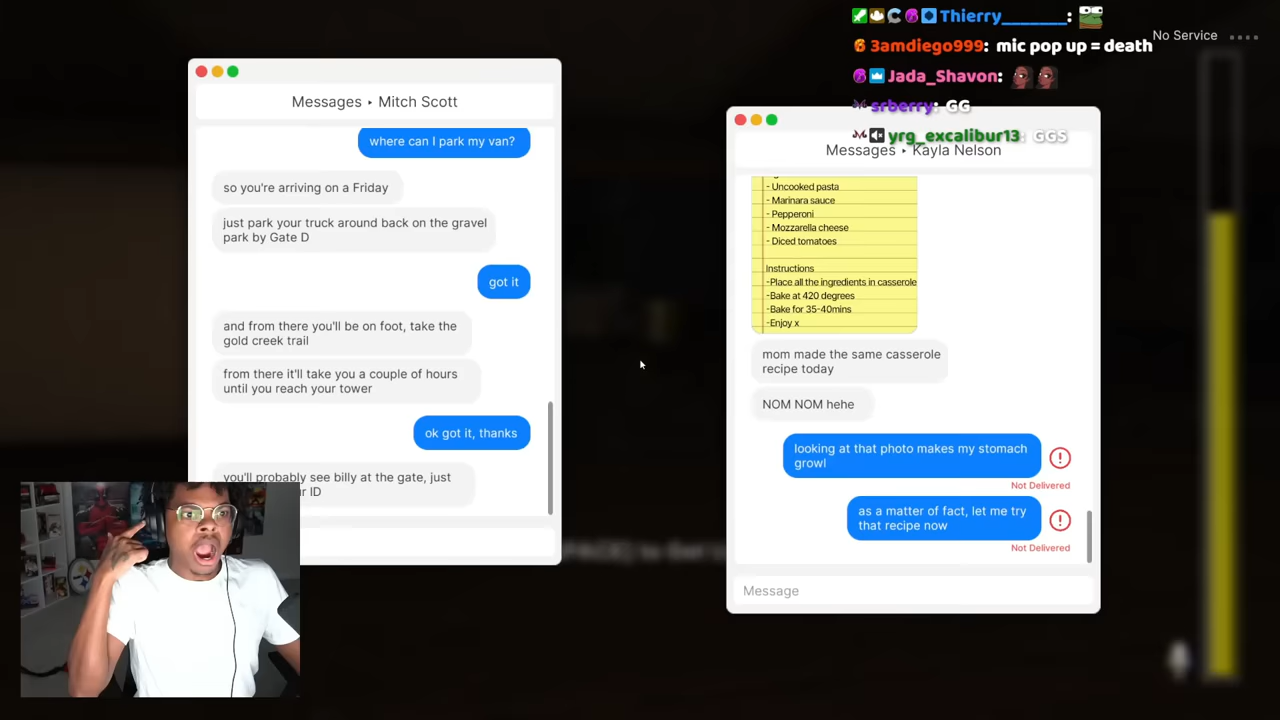 Thierry_______:
3amdiego999: mic pop up = death
Jada_Shavon:
srberry: GG
yrg_excalibur13: GGS
No Service
Messages ‣ Mitch Scott
where can I park my van?
so you're arriving on a Friday
just park your truck around back on the gravel
park by Gate D
got it
and from there you'll be on foot, take the
gold creek trail
from there it'll take you a couple of hours
until you reach your tower
ok got it, thanks
you'll probably see billy at the gate, just
ID
Messages ‣ Kayla Nelson
- Uncooked pasta
- Marinara sauce
- Pepperoni
- Mozzarella cheese
- Diced tomatoes
Instructions
-Place all the ingredients in casserole
-Bake at 420 degrees
-Bake for 35-40mins
-Enjoy x
mom made the same casserole
recipe today
NOM NOM hehe
looking at that photo makes my stomach
growl
Not Delivered
as a matter of fact, let me try
that recipe now
Not Delivered
Message